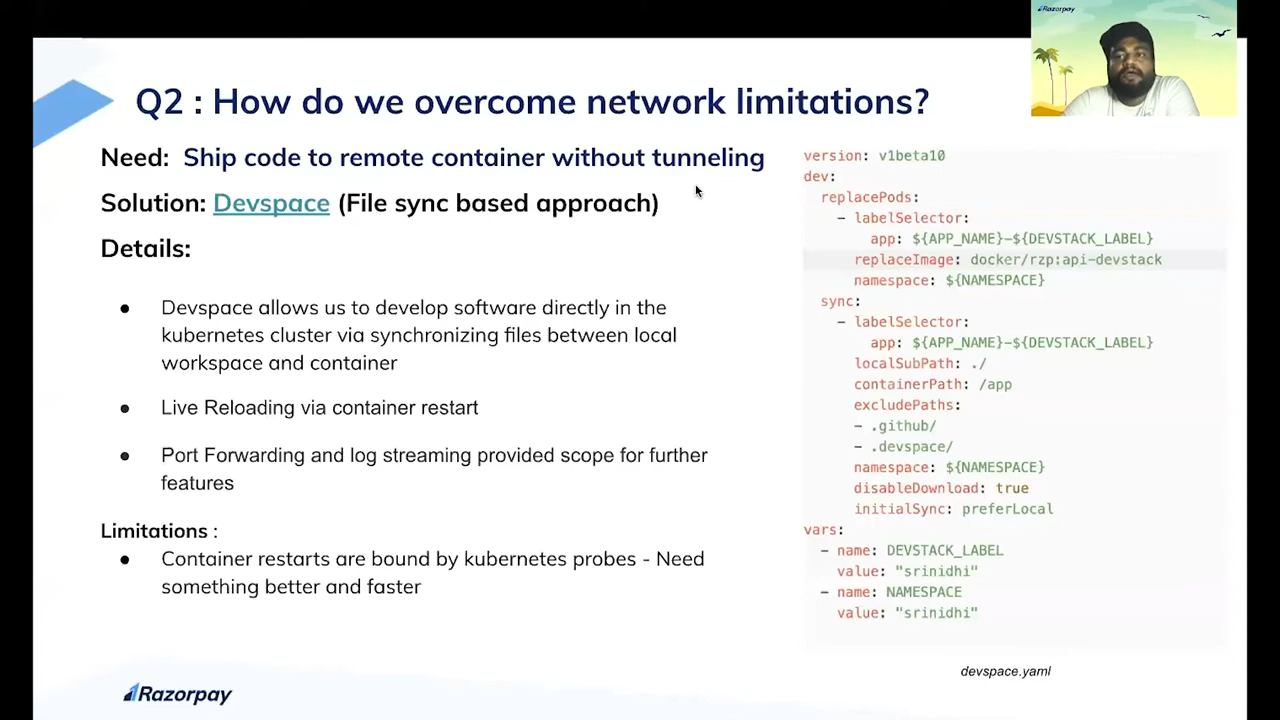 Razorpay
Q2 : How do we overcome network limitations?
Need: Ship code to remote container without tunneling
Solution: Devspace (File sync based approach)
Details:
● Devspace allows us to develop software directly in the
kubernetes cluster via synchronizing files between local
workspace and container
● Live Reloading via container restart
● Port Forwarding and log streaming provided scope for further
features
Limitations :
● Container restarts are bound by kubernetes probes - Need
something better and faster
Razorpay
version: v1beta10
dev:
  replacePods:
    - labelSelector:
        app: ${APP_NAME}-${DEVSTACK_LABEL}
      replaceImage: docker/rzp:api-devstack
      namespace: ${NAMESPACE}
  sync:
    - labelSelector:
        app: ${APP_NAME}-${DEVSTACK_LABEL}
      localSubPath: ./
      containerPath: /app
      excludePaths:
      - .github/
      - .devspace/
      namespace: ${NAMESPACE}
      disableDownload: true
      initialSync: preferLocal
vars:
  - name: DEVSTACK_LABEL
    value: "srinidhi"
  - name: NAMESPACE
    value: "srinidhi"
devspace.yaml